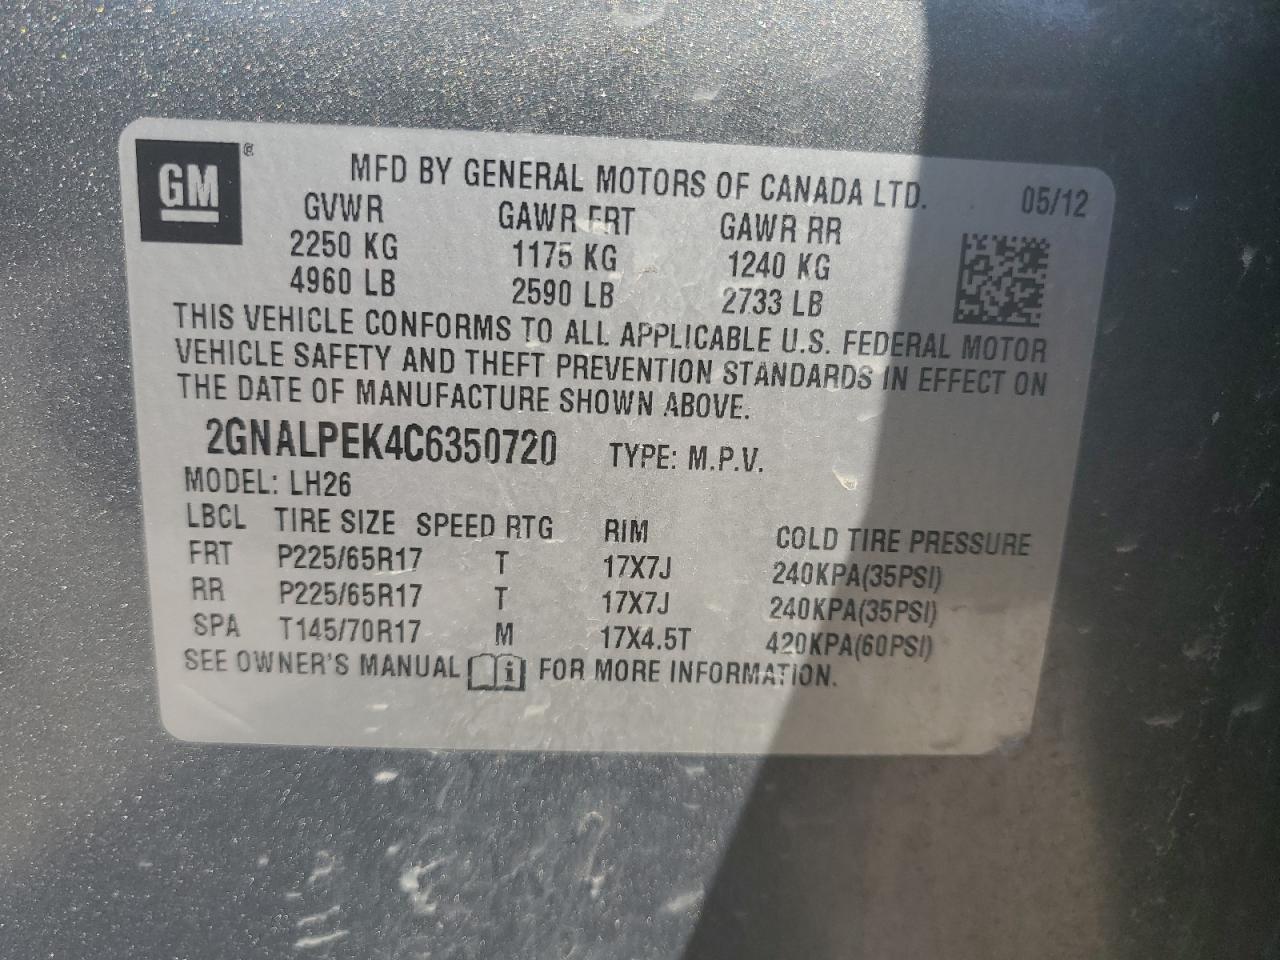 GM ®
MFD BY GENERAL MOTORS OF CANADA LTD. 05/12
GVWR GAWR FRT GAWR RR
2250 KG 1175 KG 1240 KG
4960 LB 2590 LB 2733 LB
THIS VEHICLE CONFORMS TO ALL APPLICABLE U.S. FEDERAL MOTOR
VEHICLE SAFETY AND THEFT PREVENTION STANDARDS IN EFFECT ON
THE DATE OF MANUFACTURE SHOWN ABOVE.
2GNALPEK4C6350720 TYPE: M.P.V.
MODEL: LH26
LBCL TIRE SIZE SPEED RTG RIM COLD TIRE PRESSURE
FRT P225/65R17 T 17X7J 240KPA(35PSI)
RR P225/65R17 T 17X7J 240KPA(35PSI)
SPA T145/70R17 M 17X4.5T 420KPA(60PSI)
SEE OWNER'S MANUAL i FOR MORE INFORMATION.